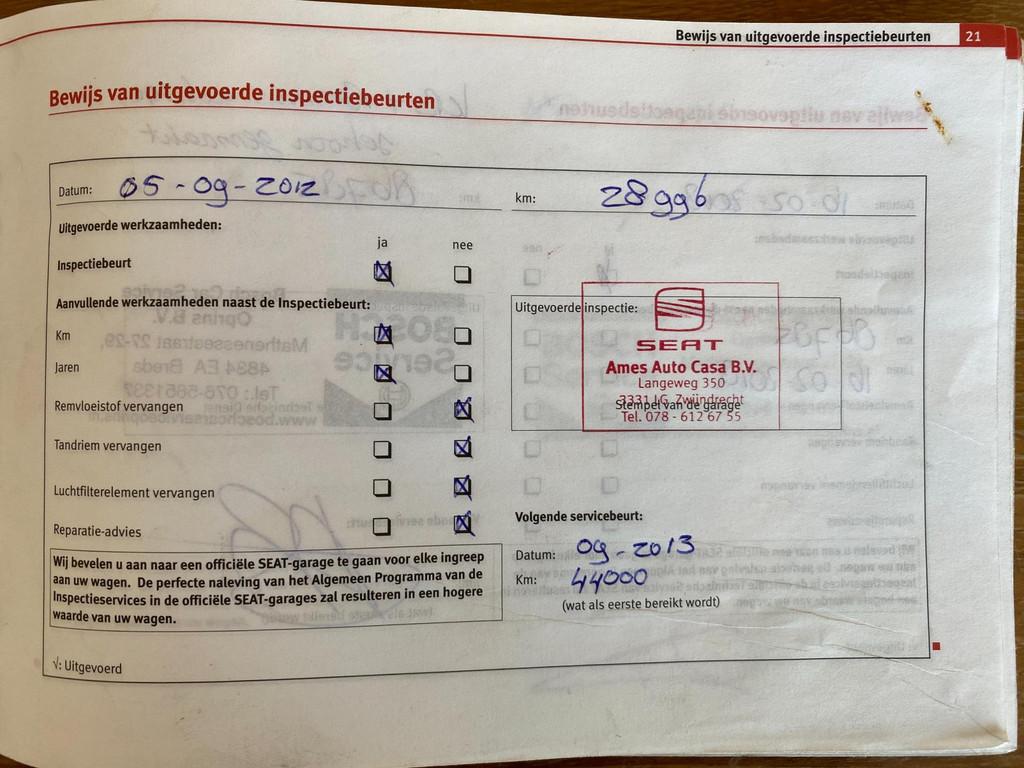 Bewijs van uitgevoerde inspectiebeurten 21
Bewijs van uitgevoerde inspectiebeurten
Datum: 05-09-2012 km: 28996
Uitgevoerde werkzaamheden:
ja nee
Inspectiebeurt
Aanvullende werkzaamheden naast de Inspectiebeurt:
Km
Jaren
Remvloeistof vervangen
Tandriem vervangen
Luchtfilterelement vervangen
Reparatie-advies
Uitgevoerde inspectie:
SEAT
Ames Auto Casa B.V.
Langeweg 350
3331 LG Zwijndrecht
Stempel van de garage
Tel. 078 - 612 67 55
Volgende servicebeurt:
Datum: 09-2013
Km: 44000
(wat als eerste bereikt wordt)
Wij bevelen u aan naar een officiële SEAT-garage te gaan voor elke ingreep
aan uw wagen. De perfecte naleving van het Algemeen Programma van de
Inspectieservices in de officiële SEAT-garages zal resulteren in een hogere
waarde van uw wagen.
√: Uitgevoerd